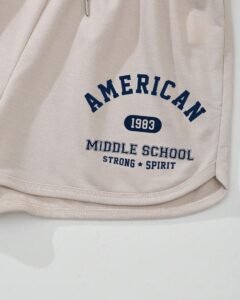 AMERICAN
1983
MIDDLE SCHOOL
STRONG ★ SPIRIT